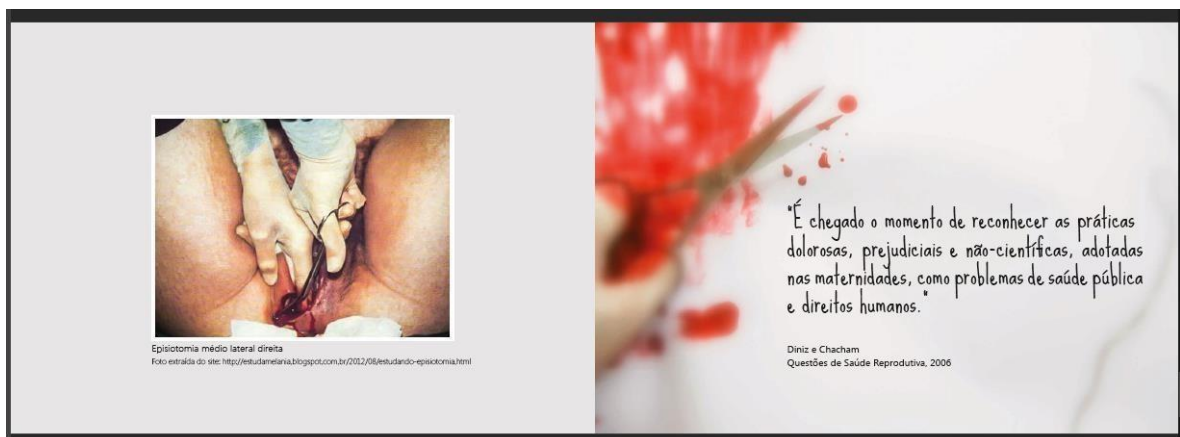 Episiotomia médio lateral direita
Foto extraída do site: http://estudamelania.blogspot.com.br/2012/08/estudando-episiotomia.html
"É chegado o momento de reconhecer as práticas
dolorosas, prejudiciais e não-científicas, adotadas
nas maternidades, como problemas de saúde pública
e direitos humanos."
Diniz e Chacham
Questões de Saúde Reprodutiva, 2006